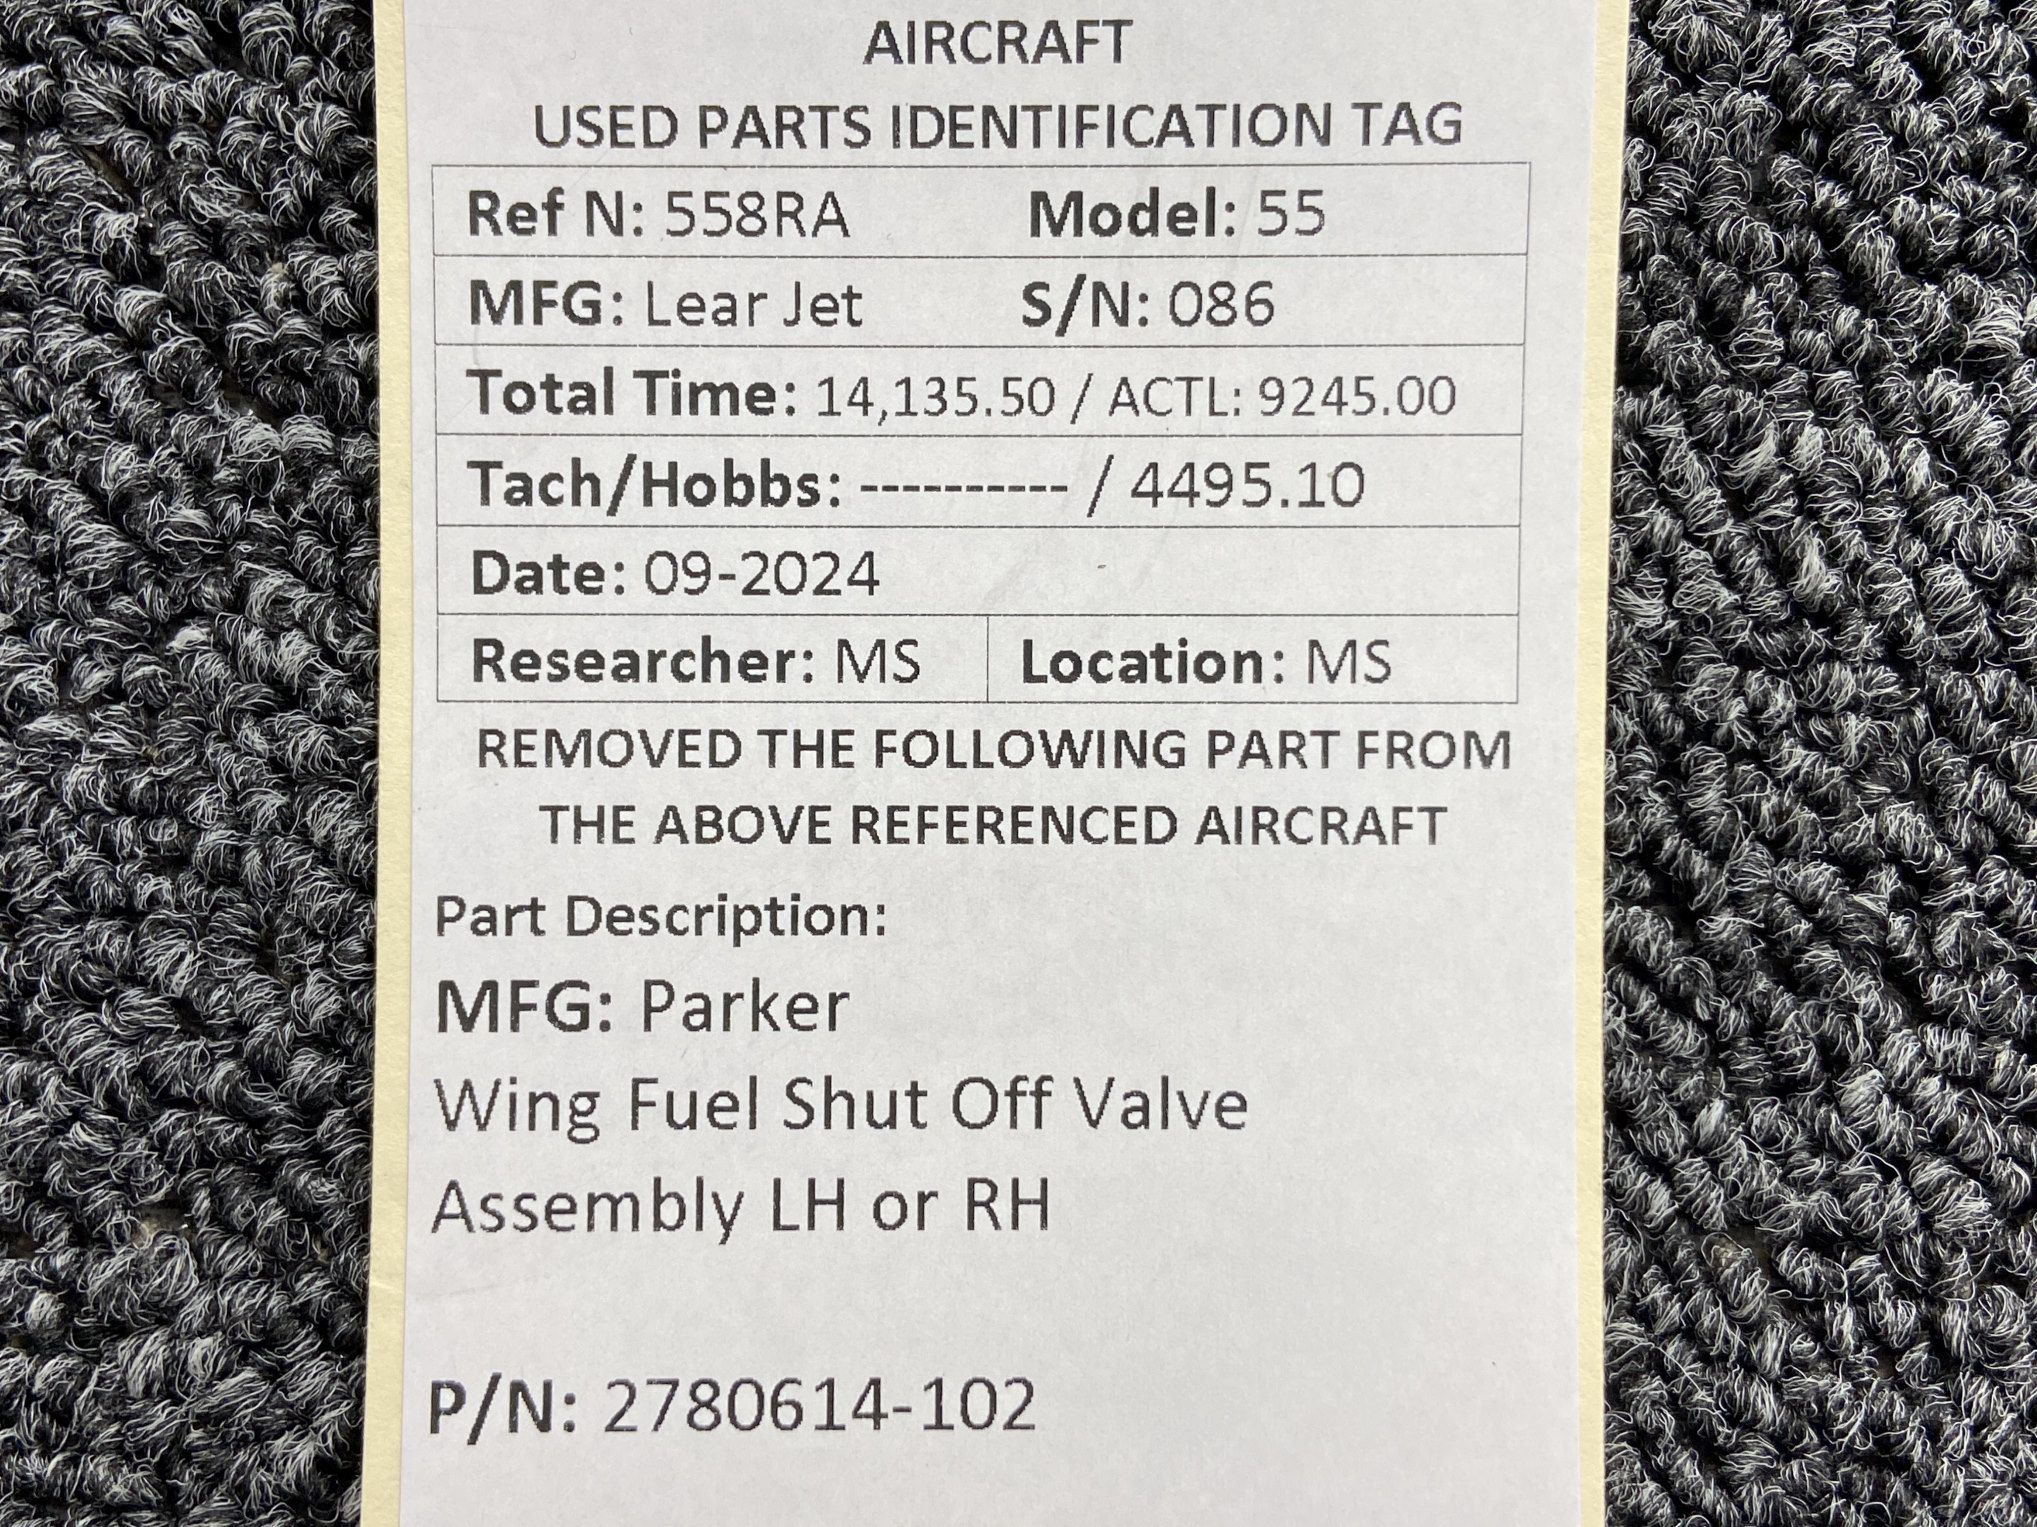 AIRCRAFT
USED PARTS IDENTIFICATION TAG
Ref N: 558RA Model: 55
MFG: Lear Jet S/N: 086
Total Time: 14,135.50 / ACTL: 9245.00
Tach/Hobbs: ---------- / 4495.10
Date: 09-2024
Researcher: MS Location: MS
REMOVED THE FOLLOWING PART FROM
THE ABOVE REFERENCED AIRCRAFT
Part Description:
MFG: Parker
Wing Fuel Shut Off Valve
Assembly LH or RH
P/N: 2780614-102